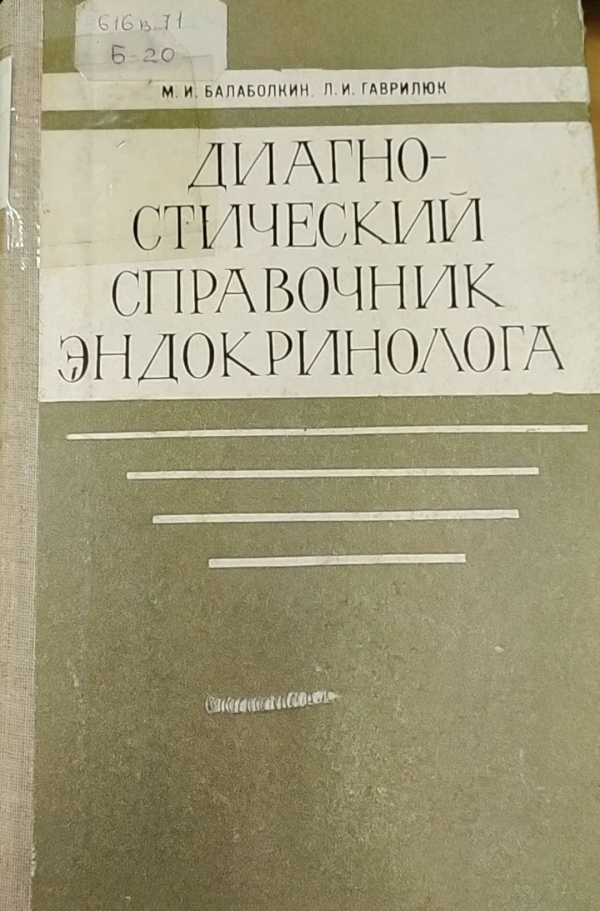 616в.71
Б-20
М. И. БАЛАБОЛКИН, Л. И. ГАВРИЛЮК
ДИАГНО-
СТИЧЕСКИЙ
СПРАВОЧНИК
ЭНДОКРИНОЛОГА